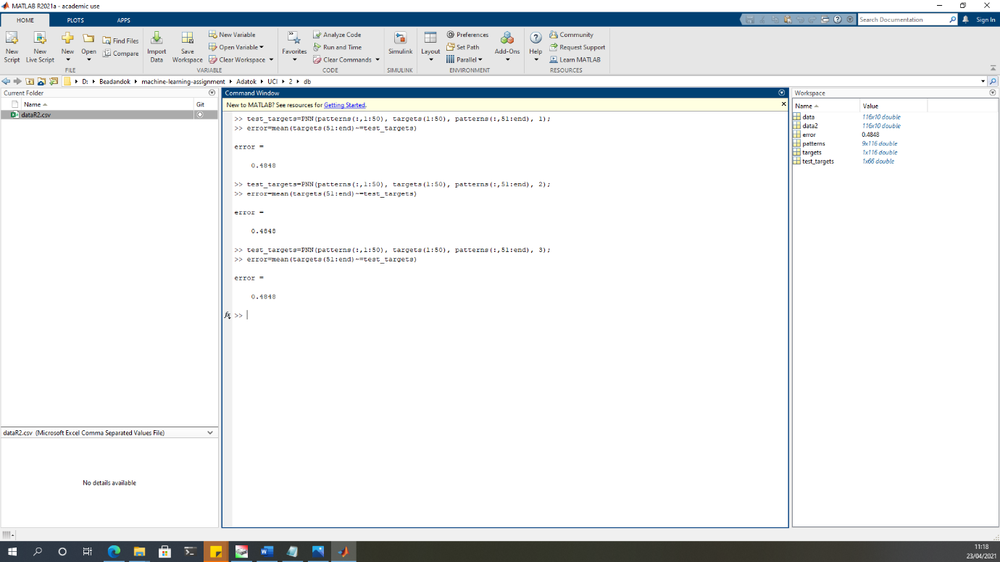 MATLAB R2021a - academic use
HOME PLOTS APPS
Search Documentation Sign In
New Script
New Live Script
New
Open
Find Files
Compare
FILE
Import Data
Save Workspace
New Variable
Open Variable
Clear Workspace
VARIABLE
Favorites
Analyze Code
Run and Time
Clear Commands
CODE
Simulink
SIMULINK
Layout
Preferences
Set Path
Parallel
Add-Ons
ENVIRONMENT
Help
Community
Request Support
Learn MATLAB
RESOURCES
D: Beadandok machine-learning-assignment Adatok UCI 2 db
Current Folder
Name Git
dataR2.csv
dataR2.csv (Microsoft Excel Comma Separated Values File)
No details available
Command Window
New to MATLAB? See resources for Getting Started.
>> test_targets=PNN(patterns(:,1:50), targets(1:50), patterns(:,51:end), 1);
>> error=mean(targets(51:end)~=test_targets)
error =
0.4848
>> test_targets=PNN(patterns(:,1:50), targets(1:50), patterns(:,51:end), 2);
>> error=mean(targets(51:end)~=test_targets)
error =
0.4848
>> test_targets=PNN(patterns(:,1:50), targets(1:50), patterns(:,51:end), 3);
>> error=mean(targets(51:end)~=test_targets)
error =
0.4848
fx >>
Workspace
Name Value
data 116x10 double
data2 116x10 double
error 0.4848
patterns 9x116 double
targets 1x116 double
test_targets 1x66 double
11:18
23/04/2021